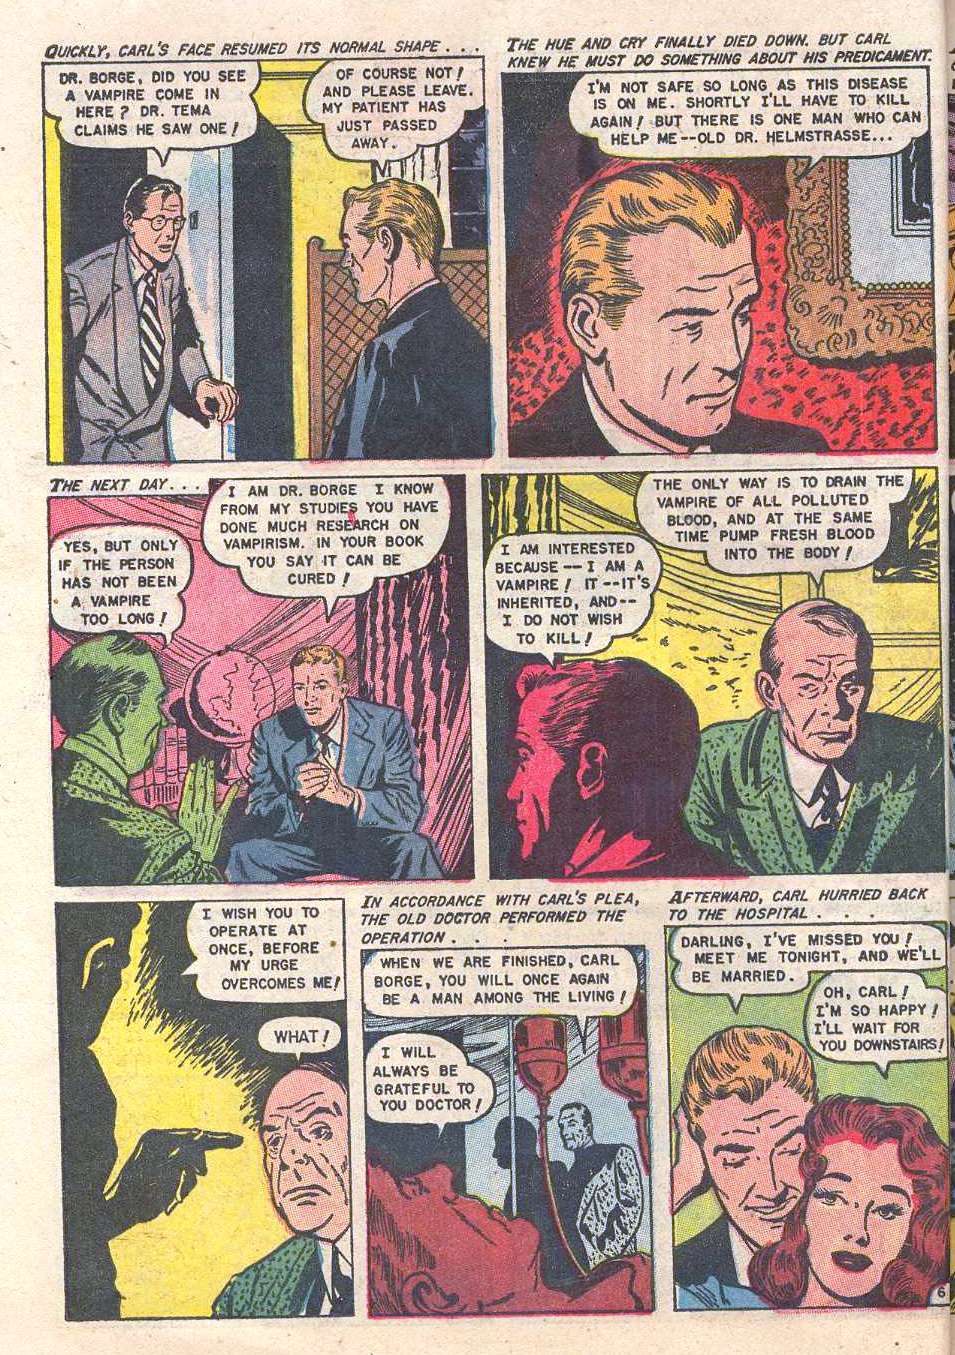 QUICKLY, CARL'S FACE RESUMED ITS NORMAL SHAPE . . .
DR. BORGE, DID YOU SEE
A VAMPIRE COME IN
HERE? DR. TEMA
CLAIMS HE SAW ONE!
OF COURSE NOT!
AND PLEASE LEAVE.
MY PATIENT HAS
JUST PASSED
AWAY.
THE HUE AND CRY FINALLY DIED DOWN. BUT CARL
KNEW HE MUST DO SOMETHING ABOUT HIS PREDICAMENT.
I'M NOT SAFE SO LONG AS THIS DISEASE
IS ON ME. SHORTLY I'LL HAVE TO KILL
AGAIN! BUT THERE IS ONE MAN WHO CAN
HELP ME--OLD DR. HELMSTRASSE...
THE NEXT DAY. . .
YES, BUT ONLY
IF THE PERSON
HAS NOT BEEN
A VAMPIRE
TOO LONG!
I AM DR. BORGE I KNOW
FROM MY STUDIES YOU HAVE
DONE MUCH RESEARCH ON
VAMPIRISM. IN YOUR BOOK
YOU SAY IT CAN BE
CURED!
I AM INTERESTED
BECAUSE--I AM A
VAMPIRE! IT--IT'S
INHERITED, AND--
I DO NOT WISH
TO KILL!
THE ONLY WAY IS TO DRAIN THE
VAMPIRE OF ALL POLLUTED
BLOOD, AND AT THE SAME
TIME PUMP FRESH BLOOD
INTO THE BODY!
I WISH YOU TO
OPERATE AT
ONCE, BEFORE
MY URGE
OVERCOMES ME!
WHAT!
IN ACCORDANCE WITH CARL'S PLEA,
THE OLD DOCTOR PERFORMED THE
OPERATION . . .
WHEN WE ARE FINISHED, CARL
BORGE, YOU WILL ONCE AGAIN
BE A MAN AMONG THE LIVING!
I WILL
ALWAYS BE
GRATEFUL TO
YOU DOCTOR!
AFTERWARD, CARL HURRIED BACK
TO THE HOSPITAL . . .
DARLING, I'VE MISSED YOU!
MEET ME TONIGHT, AND WE'LL
BE MARRIED.
OH, CARL!
I'M SO HAPPY!
I'LL WAIT FOR
YOU DOWNSTAIRS!
6